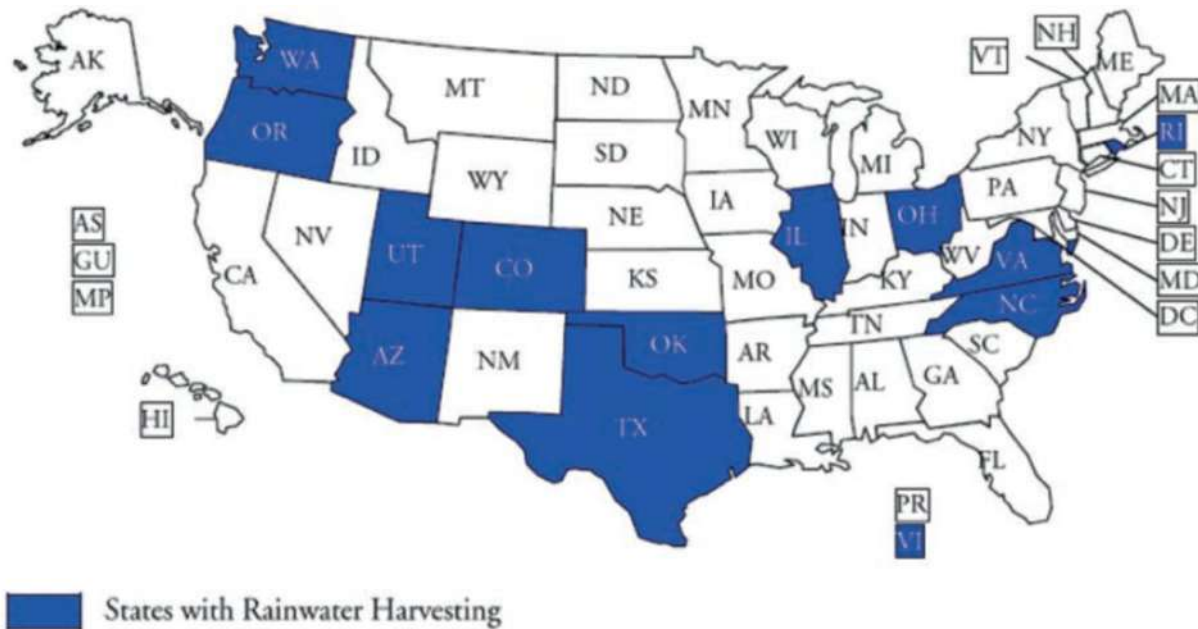 AK
WA
OR
ID
MT
ND
MN
WI
MI
NY
VT
NH
ME
MA
RI
CT
NJ
DE
MD
DC
PA
SD
WY
NE
IA
IL
IN
OH
WV
VA
NV
UT
CO
KS
MO
KY
NC
TN
SC
CA
AZ
NM
OK
AR
TX
LA
MS
AL
GA
FL
AS
GU
MP
HI
PR
VI
States with Rainwater Harvesting